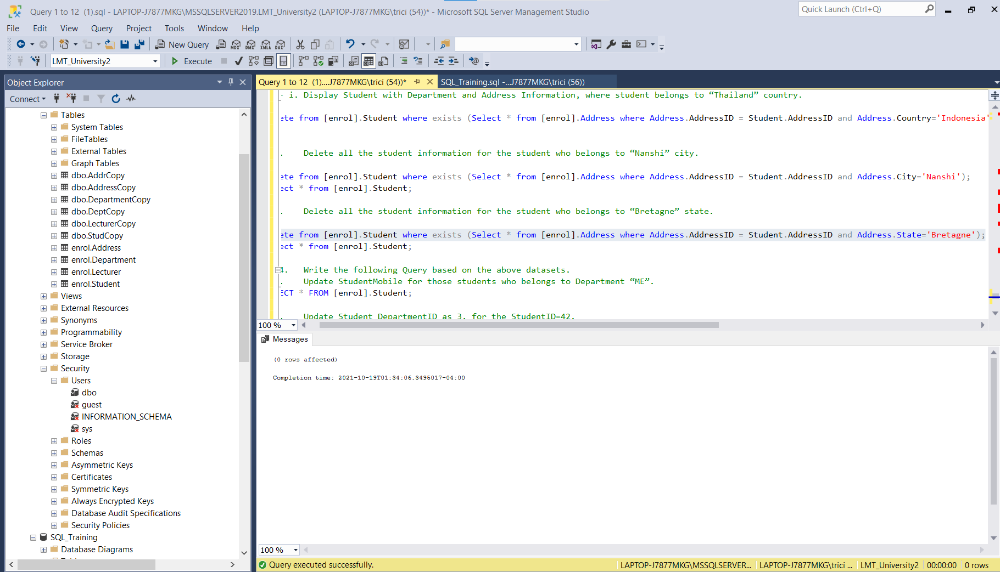 Query 1 to 12 (1).sql - LAPTOP-J7877MKG\MSSQLSERVER2019.LMT_University2 (LAPTOP-J7877MKG\trici (54))* - Microsoft SQL Server Management Studio
Quick Launch (Ctrl+Q)
File Edit View Query Project Tools Window Help
New Query
MDX DMX XMLA DAX
LMT_University2
Execute
Object Explorer
Query 1 to 12 (1)....J7877MKG\trici (54))*
SQL_Training.sql -...J7877MKG\trici (56))
Connect
Tables
System Tables
FileTables
External Tables
Graph Tables
dbo.AddrCopy
dbo.AddressCopy
dbo.DepartmentCopy
dbo.DeptCopy
dbo.LecturerCopy
dbo.StudCopy
enrol.Address
enrol.Department
enrol.Lecturer
enrol.Student
Views
External Resources
Synonyms
Programmability
Service Broker
Storage
Security
Users
dbo
guest
INFORMATION_SCHEMA
sys
Roles
Schemas
Asymmetric Keys
Certificates
Symmetric Keys
Always Encrypted Keys
Database Audit Specifications
Security Policies
SQL_Training
Database Diagrams
- i. Display Student with Department and Address Information, where student belongs to “Thailand” country.
ete from [enrol].Student where exists (Select * from [enrol].Address where Address.AddressID = Student.AddressID and Address.Country='Indonesia'
. Delete all the student information for the student who belongs to “Nanshi” city.
ete from [enrol].Student where exists (Select * from [enrol].Address where Address.AddressID = Student.AddressID and Address.City='Nanshi');
ect * from [enrol].Student;
. Delete all the student information for the student who belongs to “Bretagne” state.
ete from [enrol].Student where exists (Select * from [enrol].Address where Address.AddressID = Student.AddressID and Address.State='Bretagne');
ect * from [enrol].Student;
4. Write the following Query based on the above datasets.
. Update StudentMobile for those students who belongs to Department “ME”.
ECT * FROM [enrol].Student;
. Update Student DepartmentID as 3, for the StudentID=42.
100 %
Messages
(0 rows affected)
Completion time: 2021-10-19T01:34:06.3495017-04:00
100 %
Query executed successfully.
LAPTOP-J7877MKG\MSSQLSERVER... LAPTOP-J7877MKG\trici ... LMT_University2 00:00:00 0 rows